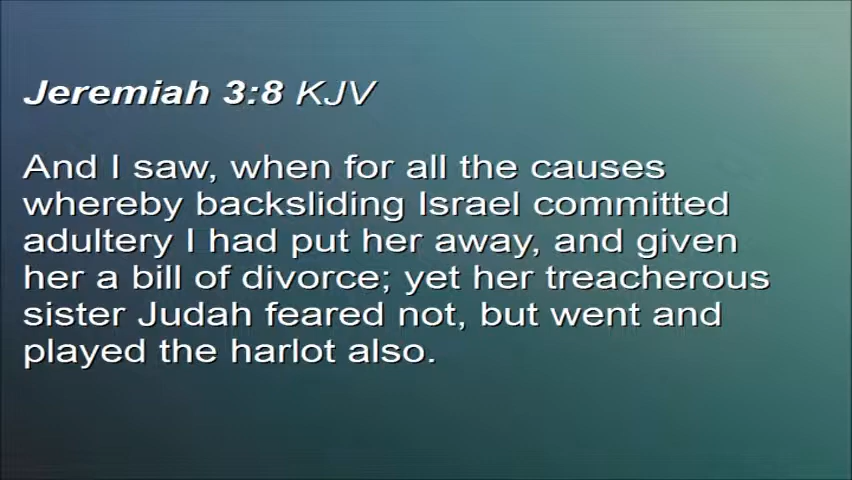 Jeremiah 3:8 KJV
And I saw, when for all the causes
whereby backsliding Israel committed
adultery I had put her away, and given
her a bill of divorce; yet her treacherous
sister Judah feared not, but went and
played the harlot also.